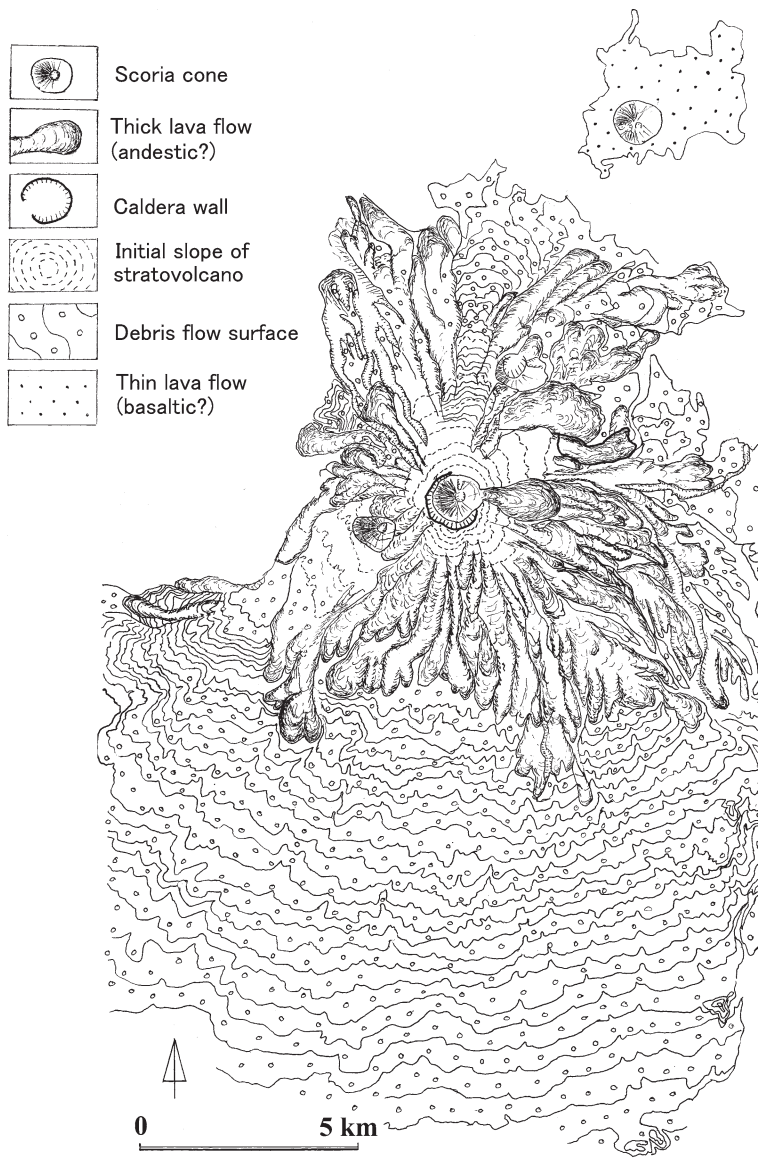 Scoria cone
Thick lava flow
(andestic?)
Caldera wall
Initial slope of
stratovolcano
Debris flow surface
Thin lava flow
(basaltic?)
0 5 km